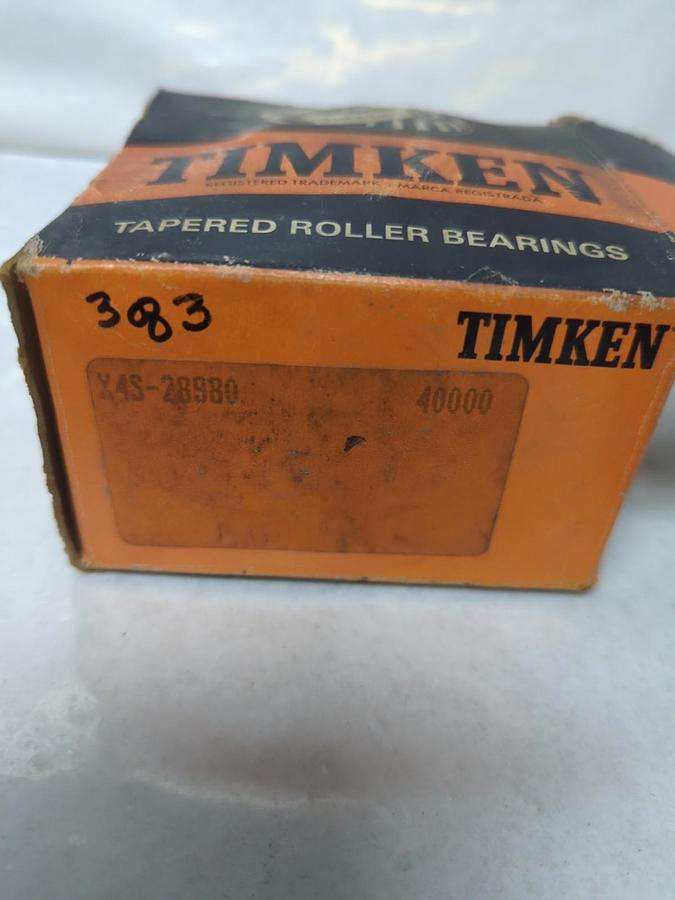 TIMKEN
REGISTERED TRADEMARK · MARCA REGISTRADA
TAPERED ROLLER BEARINGS
383
TIMKEN
X4S-28980 40000